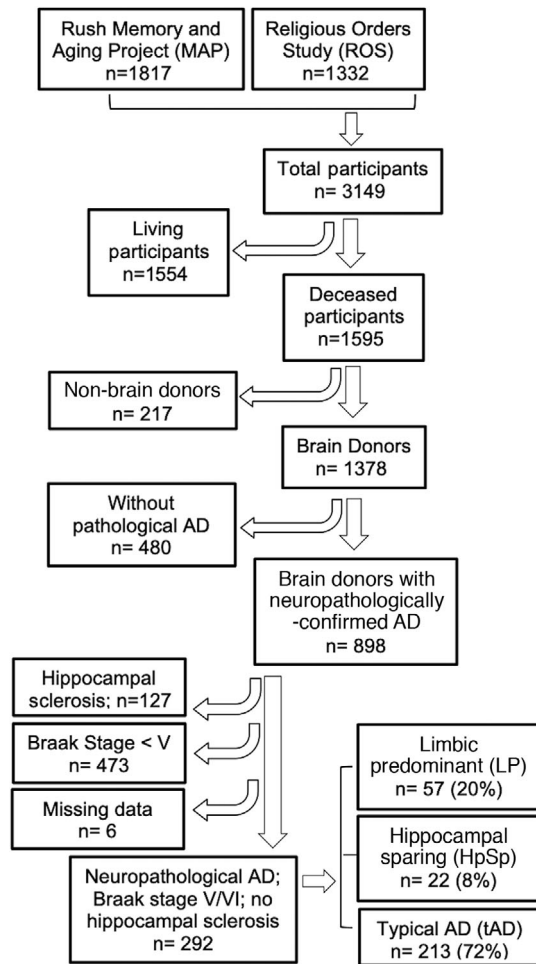 Rush Memory and
Aging Project (MAP)
n=1817
Religious Orders
Study (ROS)
n=1332
Total participants
n= 3149
Living
participants
n=1554
Deceased
participants
n=1595
Non-brain donors
n= 217
Brain Donors
n= 1378
Without
pathological AD
n= 480
Brain donors with
neuropathologically
-confirmed AD
n= 898
Hippocampal
sclerosis; n=127
Braak Stage < V
n= 473
Missing data
n= 6
Neuropathological AD;
Braak stage V/VI; no
hippocampal sclerosis
n= 292
Limbic
predominant (LP)
n= 57 (20%)
Hippocampal
sparing (HpSp)
n= 22 (8%)
Typical AD (tAD)
n= 213 (72%)